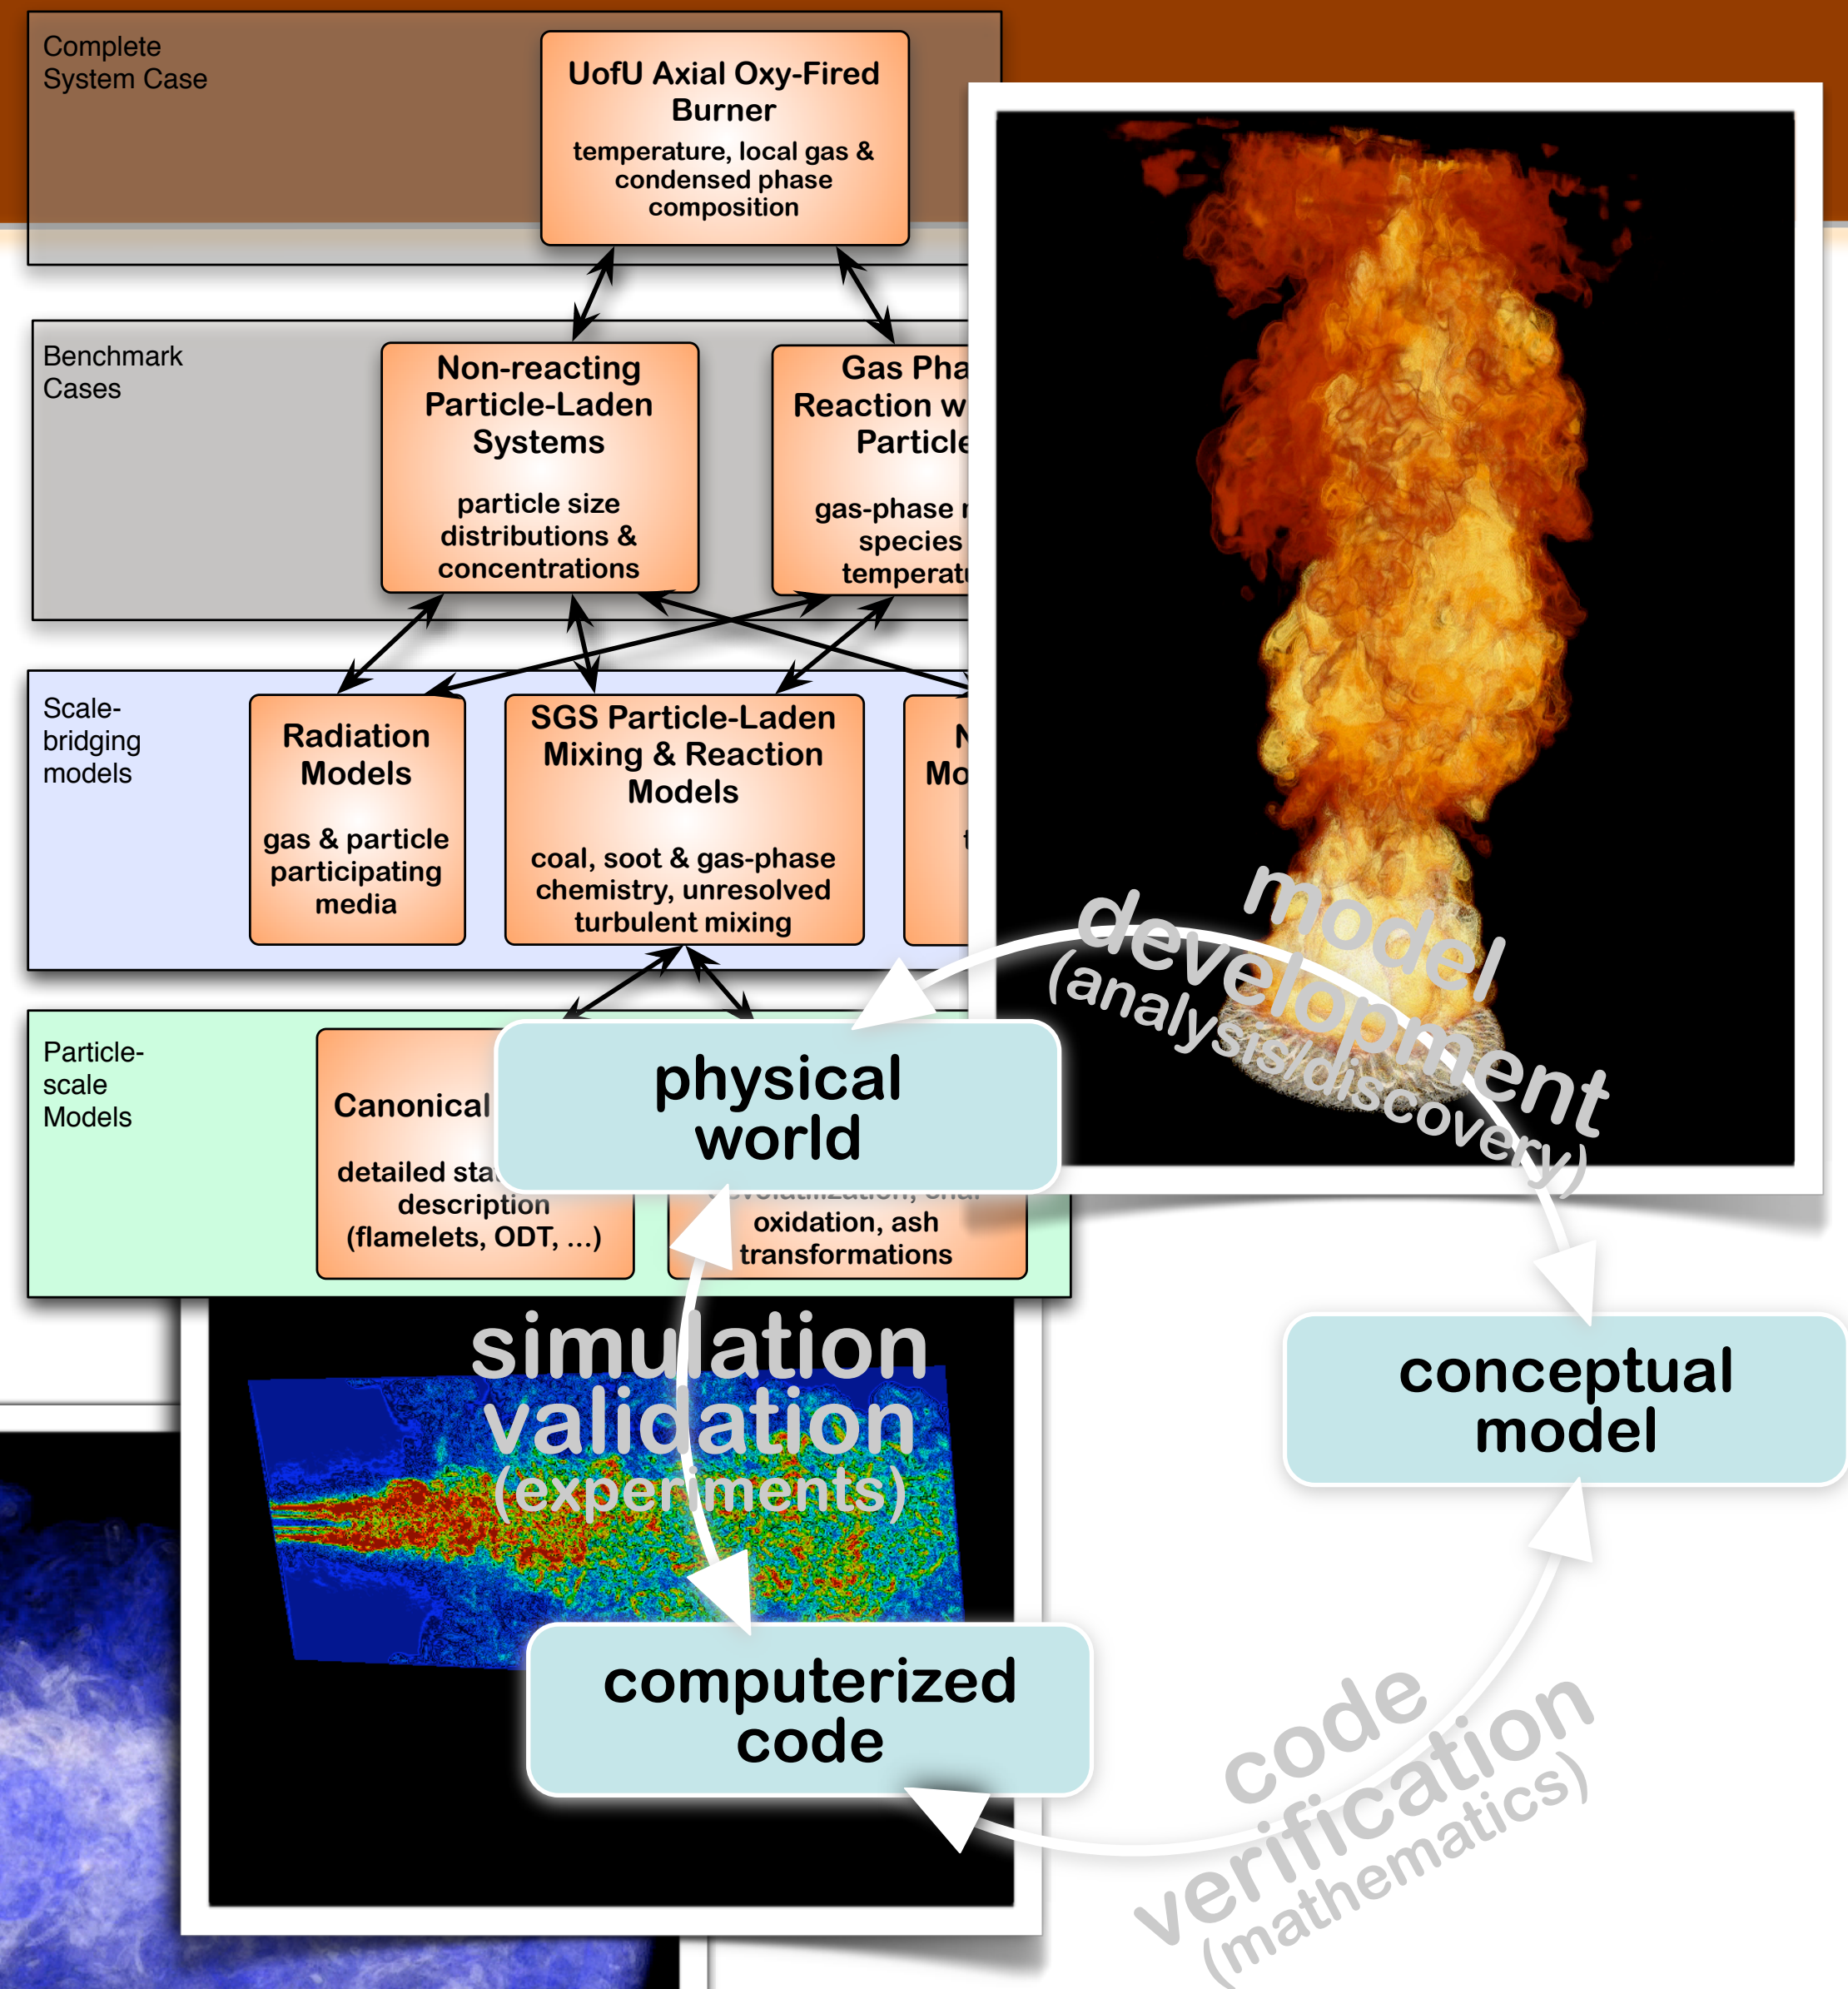 Complete
System Case
UofU Axial Oxy-Fired
Burner
temperature, local gas &
condensed phase
composition
Benchmark
Cases
Non-reacting
Particle-Laden
Systems
particle size
distributions &
concentrations
Gas
Reaction
gas-phase
species
Scale-
bridging
models
Radiation
Models
gas & particle
participating
media
SGS Particle-Laden
Mixing & Reaction
Models
coal, soot & gas-phase
chemistry, unresolved
turbulent mixing
Particle-
scale
Models
Canonical
detailed
description
(flamelets, ODT, ...)
oxidation, ash
transformations
model
development
(analysis/discovery)
physical
world
simulation
validation
(experiments)
conceptual
model
computerized
code
code
verification
(mathematics)